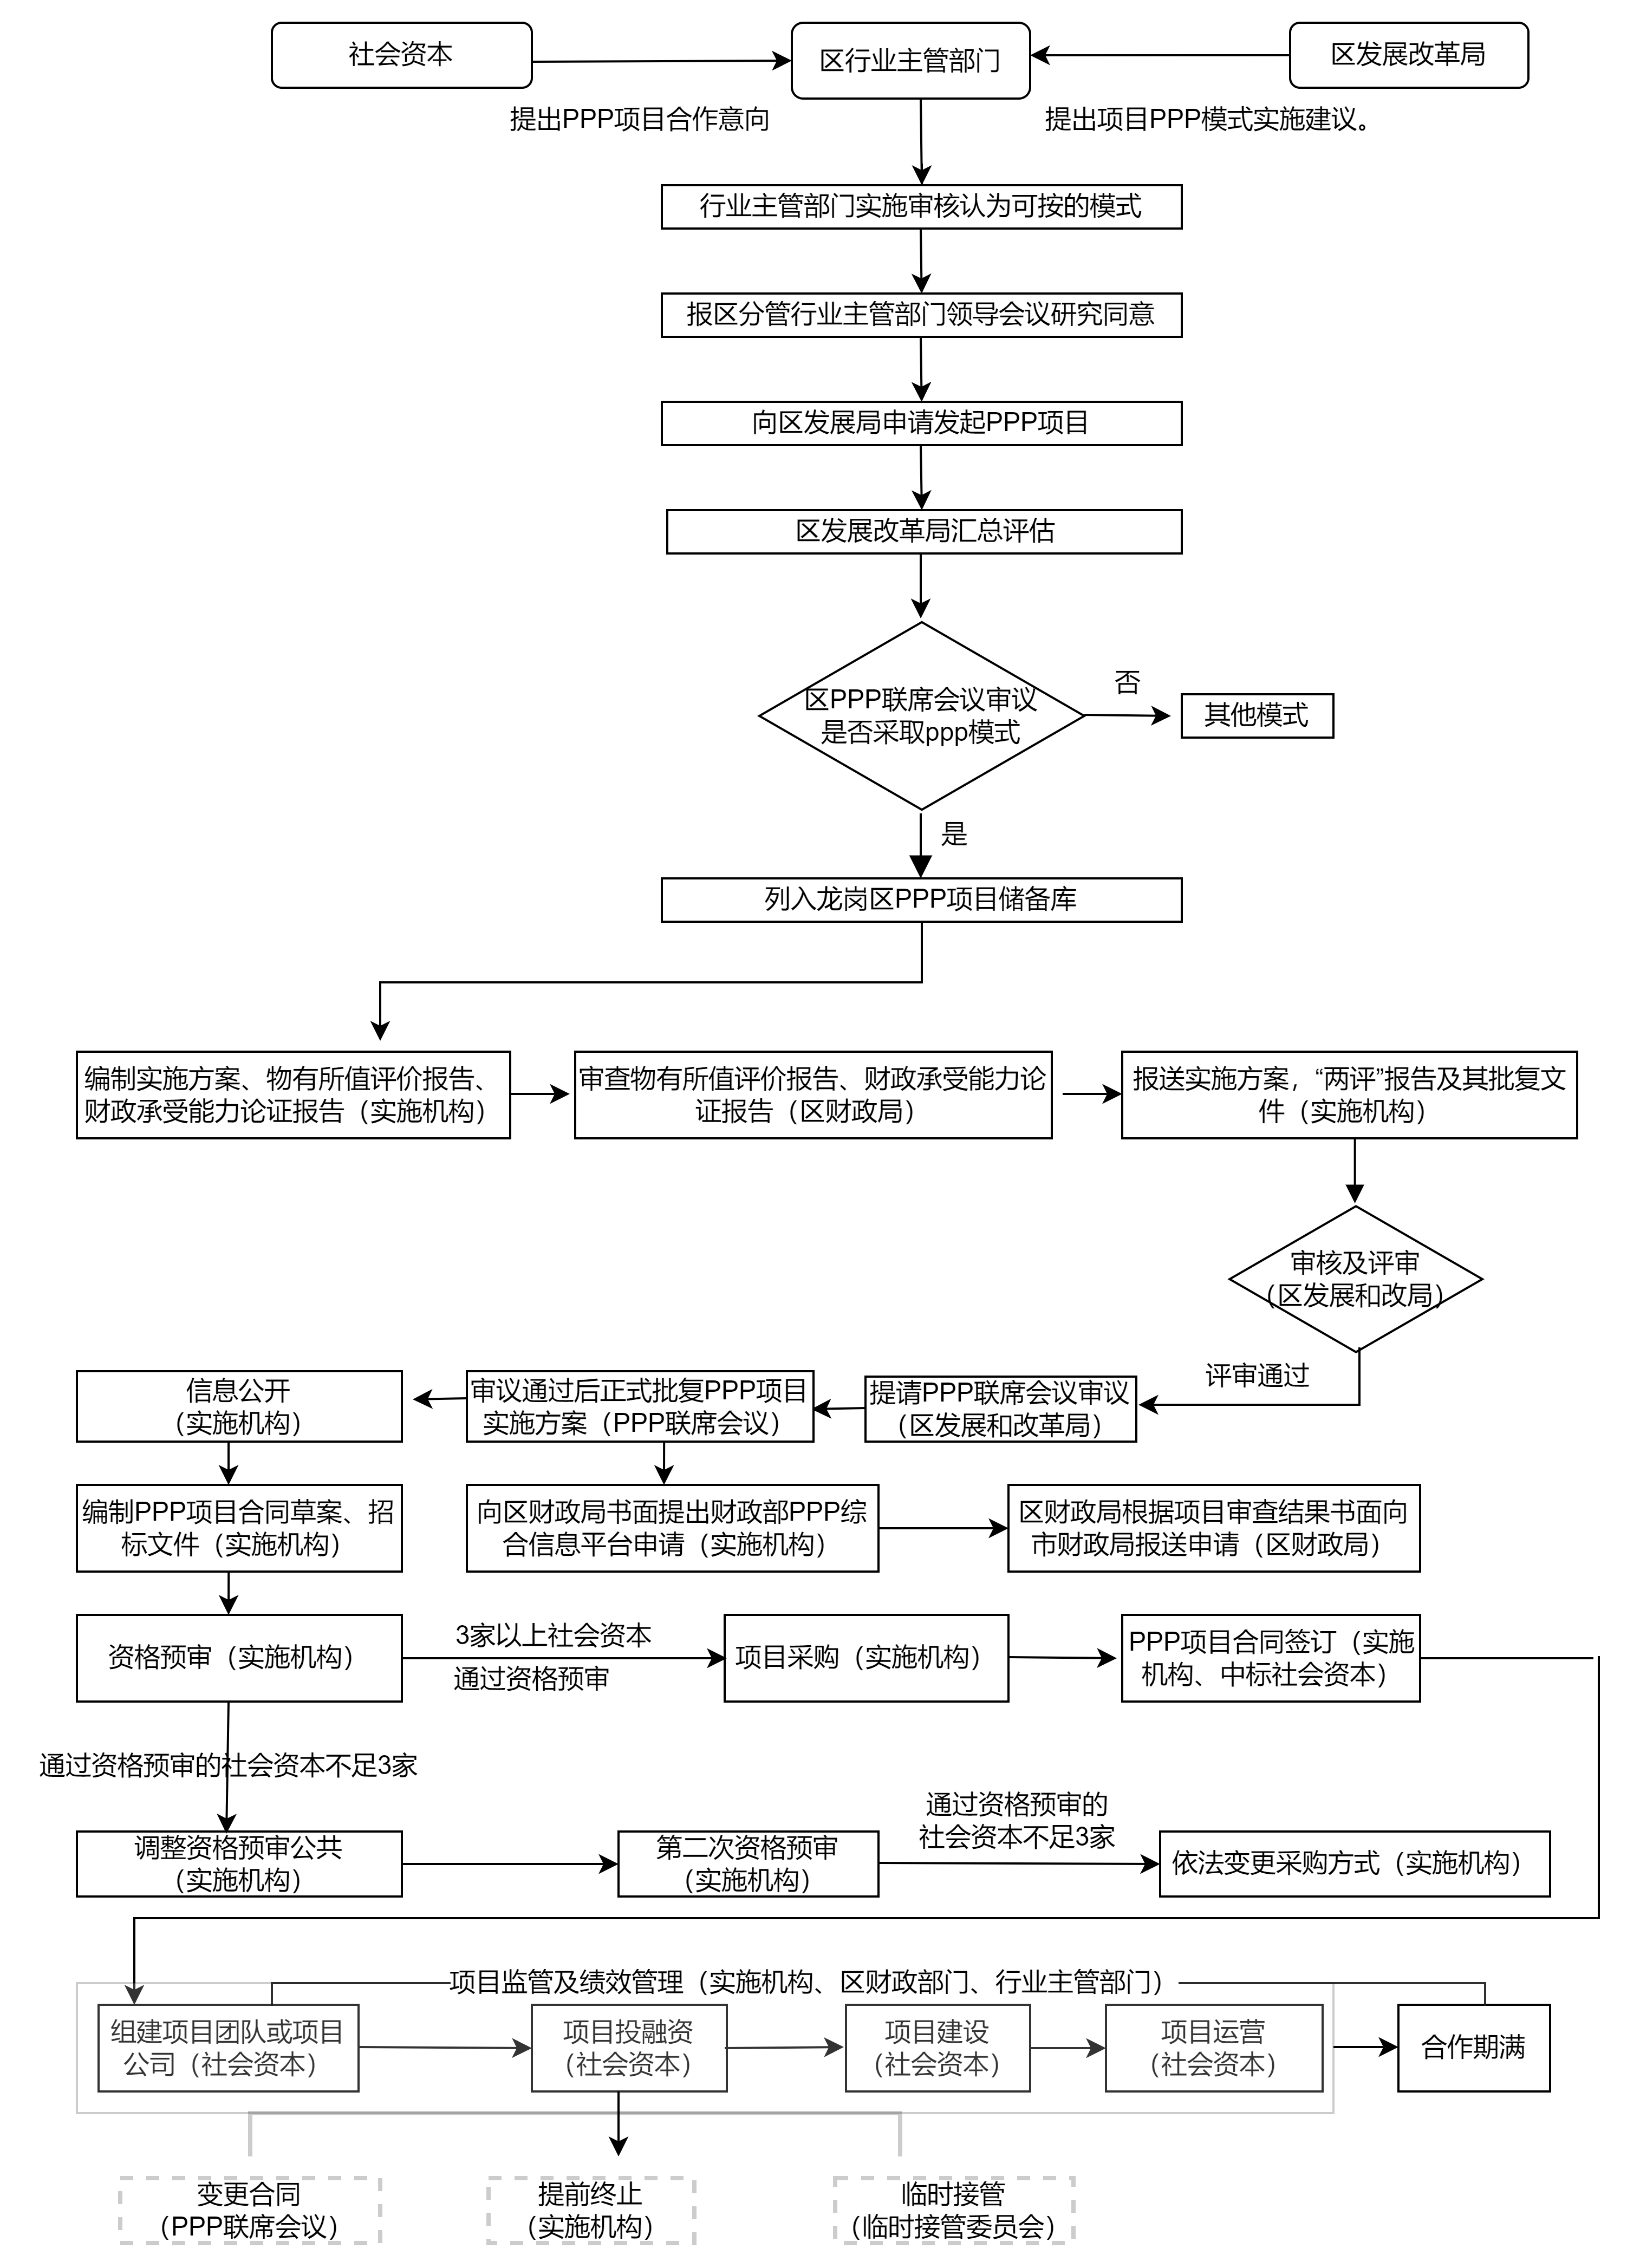 社会资本
区行业主管部门
区发展改革局
提出PPP项目合作意向
提出项目PPP模式实施建议。
行业主管部门实施审核认为可按的模式
报区分管行业主管部门领导会议研究同意
向区发展局申请发起PPP项目
区发展改革局汇总评估
区PPP联席会议审议
是否采取ppp模式
否
其他模式
是
列入龙岗区PPP项目储备库
编制实施方案、物有所值评价报告、
财政承受能力论证报告（实施机构）
审查物有所值评价报告、财政承受能力论
证报告（区财政局）
报送实施方案，“两评”报告及其批复文
件（实施机构）
审核及评审
（区发展和改局）
评审通过
信息公开
（实施机构）
审议通过后正式批复PPP项目
实施方案（PPP联席会议）
提请PPP联席会议审议
（区发展和改革局）
编制PPP项目合同草案、招
标文件（实施机构）
向区财政局书面提出财政部PPP综
合信息平台申请（实施机构）
区财政局根据项目审查结果书面向
市财政局报送申请（区财政局）
资格预审（实施机构）
3家以上社会资本
通过资格预审
项目采购（实施机构）
PPP项目合同签订（实施
机构、中标社会资本）
通过资格预审的社会资本不足3家
调整资格预审公共
（实施机构）
第二次资格预审
（实施机构）
通过资格预审的
社会资本不足3家
依法变更采购方式（实施机构）
项目监管及绩效管理（实施机构、区财政部门、行业主管部门）
组建项目团队或项目
公司（社会资本）
项目投融资
（社会资本）
项目建设
（社会资本）
项目运营
（社会资本）
合作期满
变更合同
（PPP联席会议）
提前终止
（实施机构）
临时接管
（临时接管委员会）